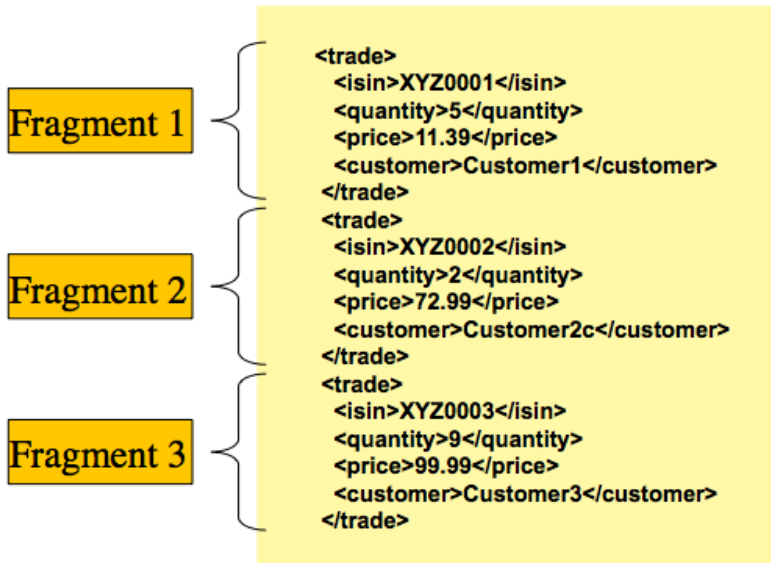 <trade>
<isin>XYZ0001</isin>
<quantity>5</quantity>
Fragment 1
<price>11.39</price>
<customer>Customer1</customer>
</trade>
<trade>
<isin>XYZ0002</isin>
<quantity>2</quantity>
Fragment 2
<price>72.99</price>
<customer>Customer2c</customer>
</trade>
<trade>
<isin>XYZ0003</isin>
<quantity>9</quantity>
Fragment 3
<price>99.99</price>
<customer>Customer3</customer>
</trade>